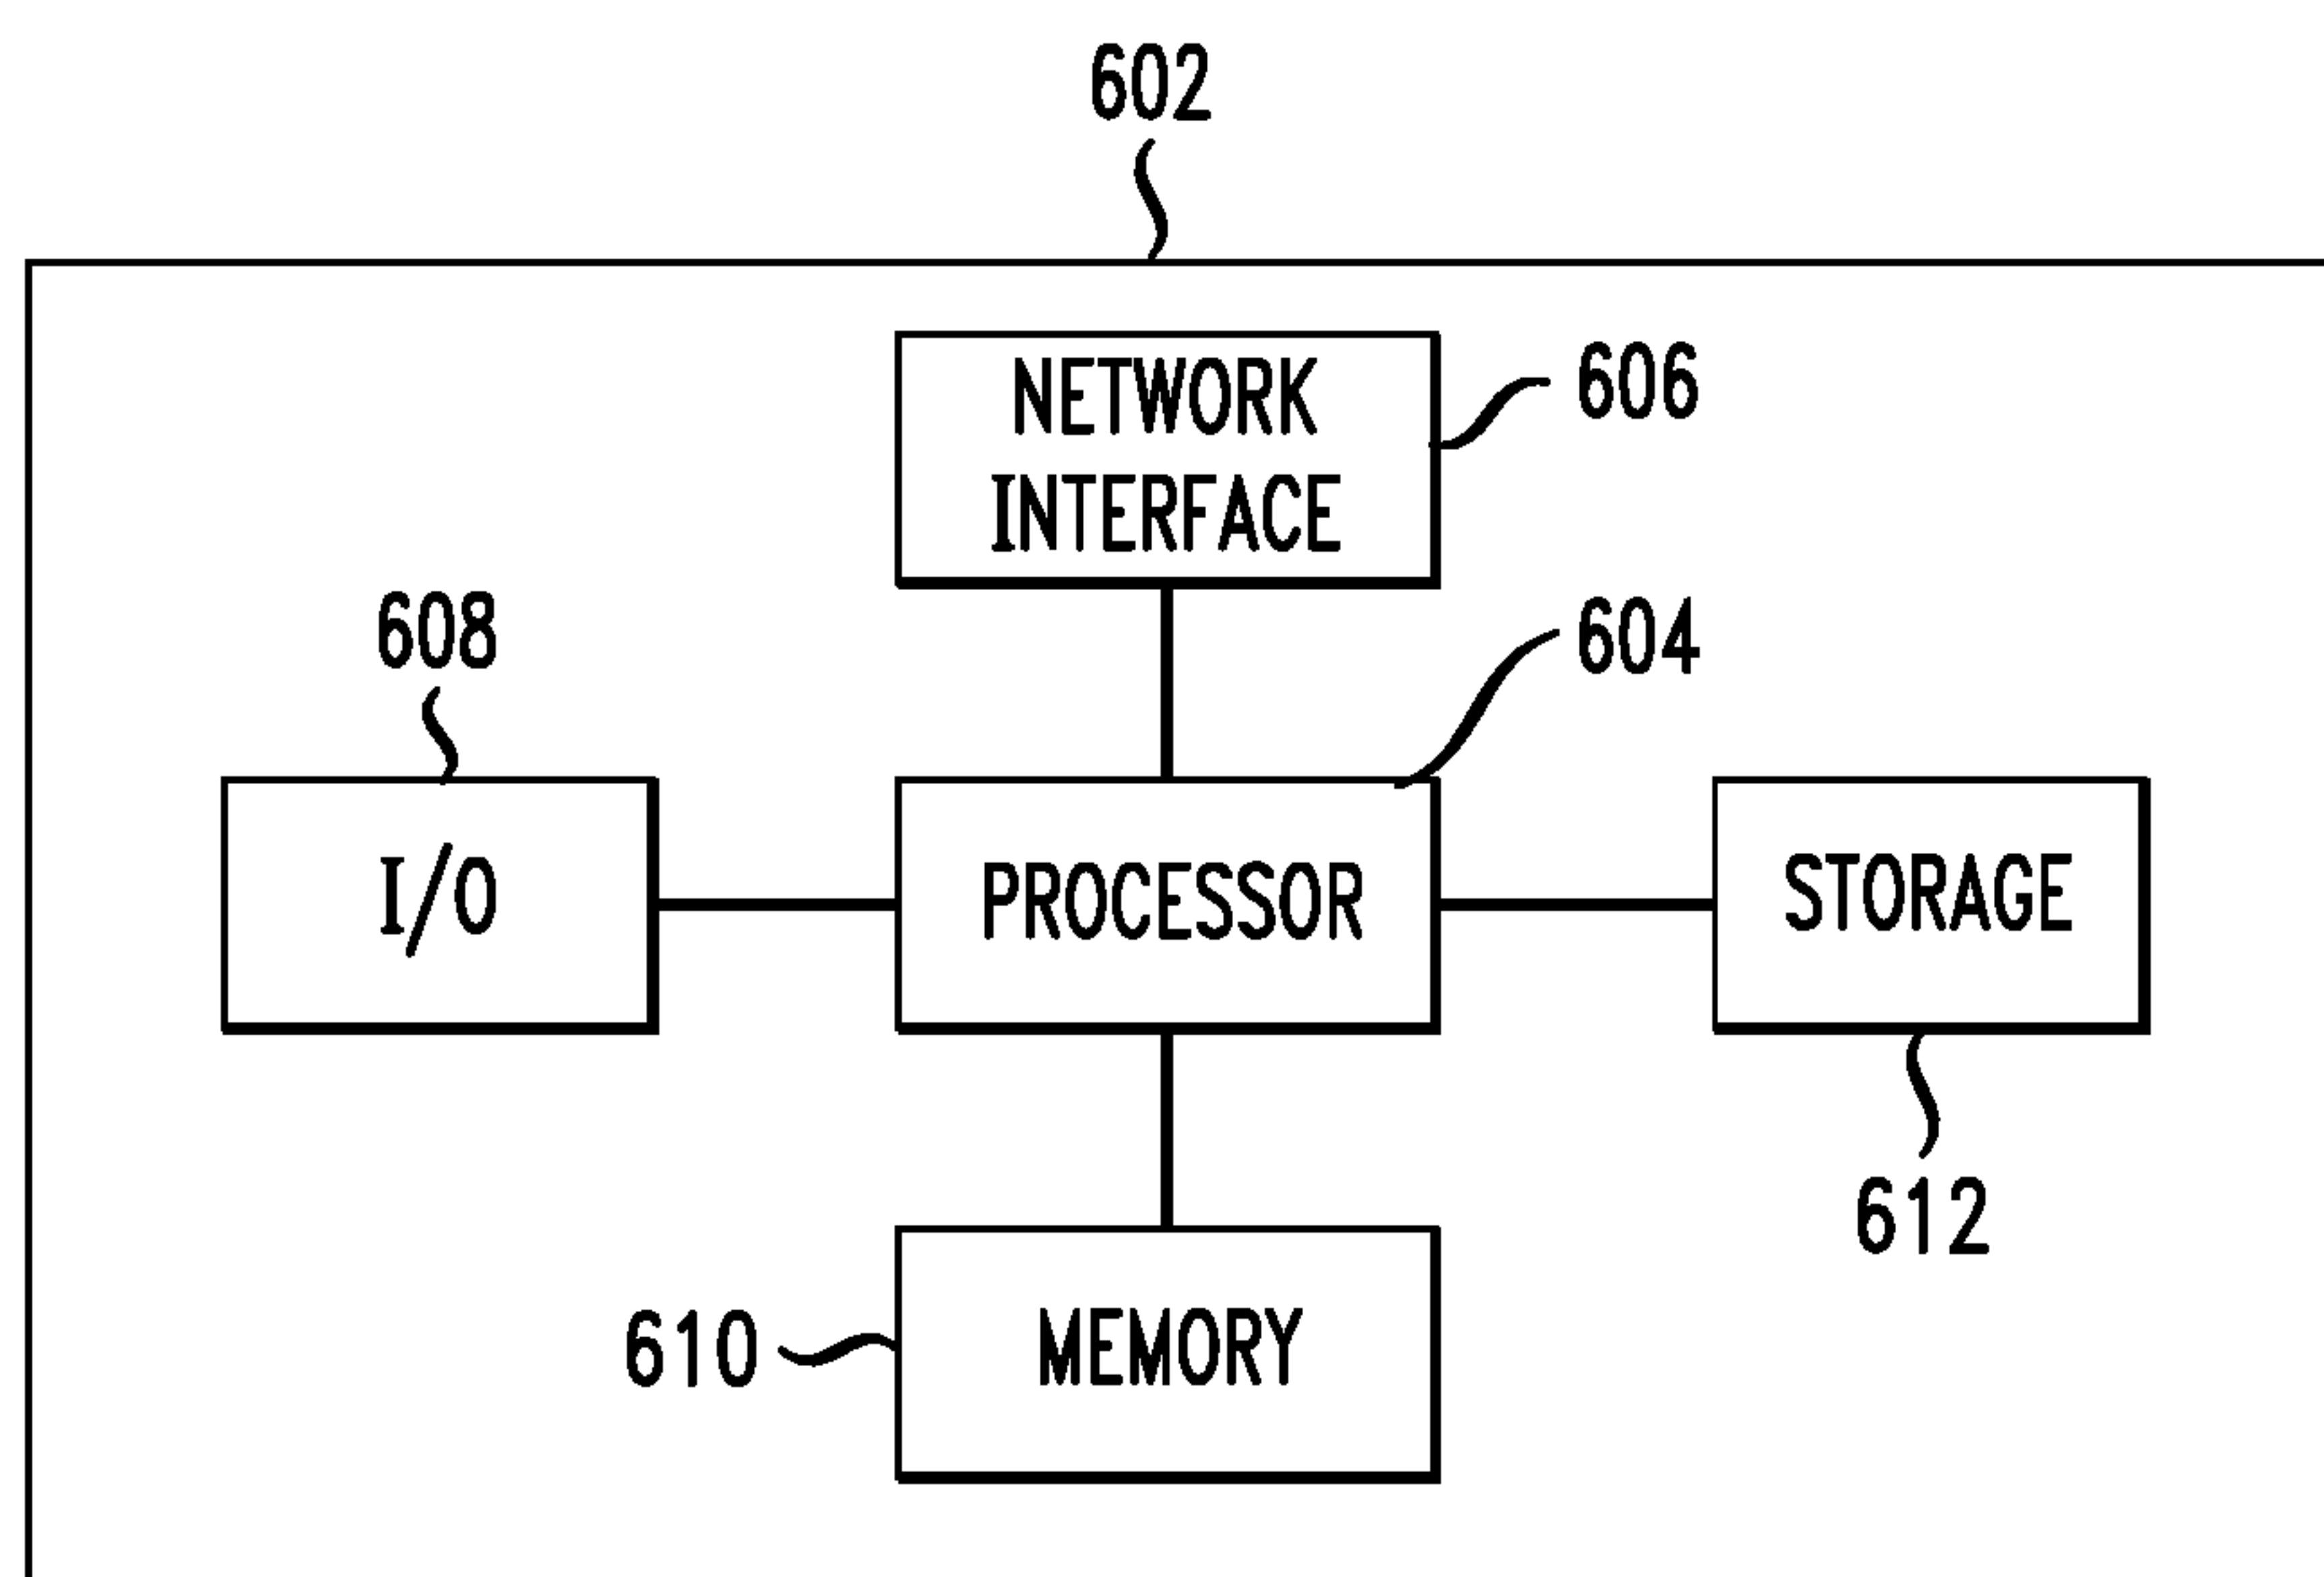 602
NETWORK
INTERFACE
606
608
604
I/O
PROCESSOR
STORAGE
612
610
MEMORY